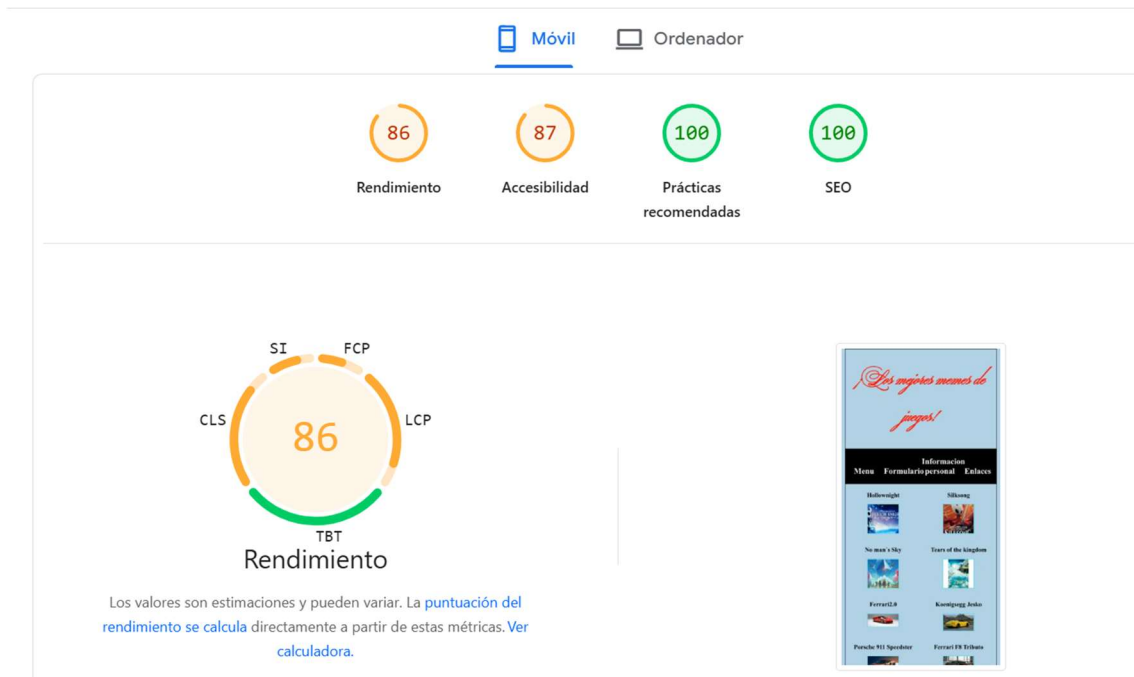 Móvil
Ordenador
86
87
100
100
Rendimiento
Accesibilidad
Prácticas
recomendadas
SEO
SI
FCP
CLS
LCP
86
TBT
Rendimiento
Los valores son estimaciones y pueden variar. La puntuación del
rendimiento se calcula directamente a partir de estas métricas. Ver
calculadora.
¡Los mejores memes de
juegos!
Informacion
Menu Formulario personal Enlaces
Hollownight
Silksong
No man's Sky
Tears of the kingdom
Ferrari2.0
Koenigsegg Jesko
Porsche 911 Speedster
Ferrari F8 Tributo